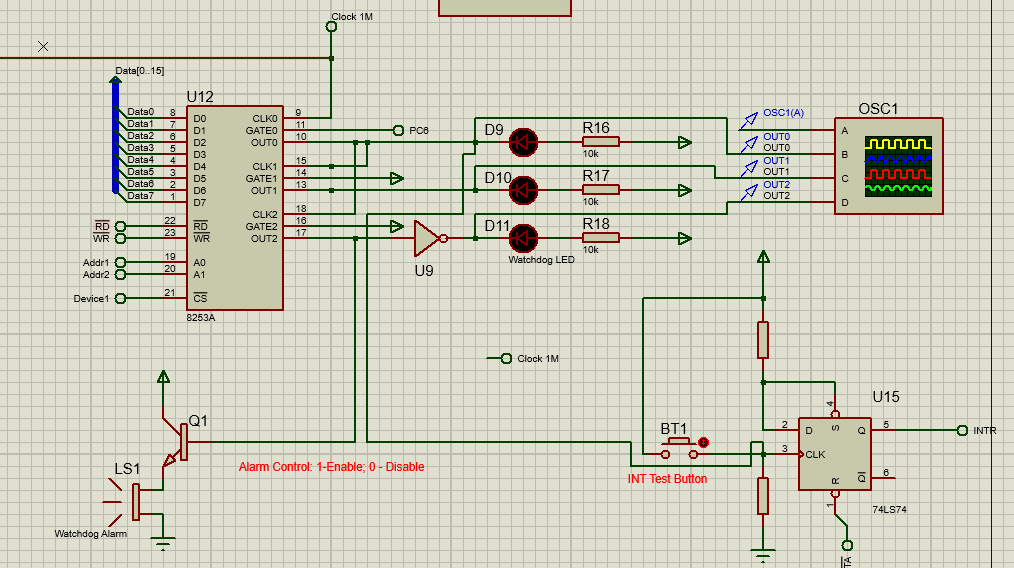 Clock 1M
Data[0..15]
U12
Data0 8 D0 CLK0 9
Data1 7 D1 GATE0 11 PC6
Data2 6 D2 OUT0 10
Data3 5 D3
Data4 4 D4 CLK1 15
Data5 3 D5 GATE1 14
Data6 2 D6 OUT1 13
Data7 1 D7
CLK2 18
RD 22 RD GATE2 16
WR 23 WR OUT2 17
Addr1 19 A0
Addr2 20 A1
Device1 21 CS
8253A
D9 R16
10k
D10 R17
10k
D11 R18
10k
Watchdog LED
U9
OSC1
OSC1(A) A
OUT0
OUT0 B
OUT1
OUT1 C
OUT2
OUT2 D
Clock 1M
Q1
Alarm Control: 1-Enable; 0 - Disable
LS1
Watchdog Alarm
BT1
INT Test Button
U15
4
2 D S Q 5 INTR
3 CLK
Q 6
R
1
74LS74
TA